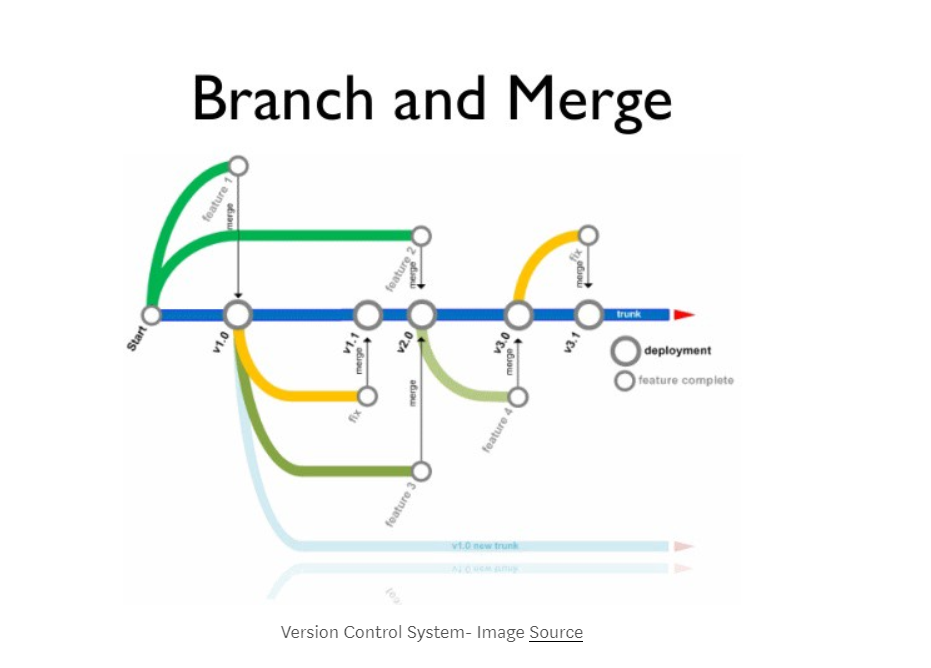 Branch and Merge
feature 1
merge
feature 2
merge
fix
merge
trunk
Start
v1.0
v1.1
v2.0
v3.0
v3.1
merge
merge
merge
deployment
feature complete
fix
feature 4
feature 3
v1.0 new trunk
Version Control System- Image Source